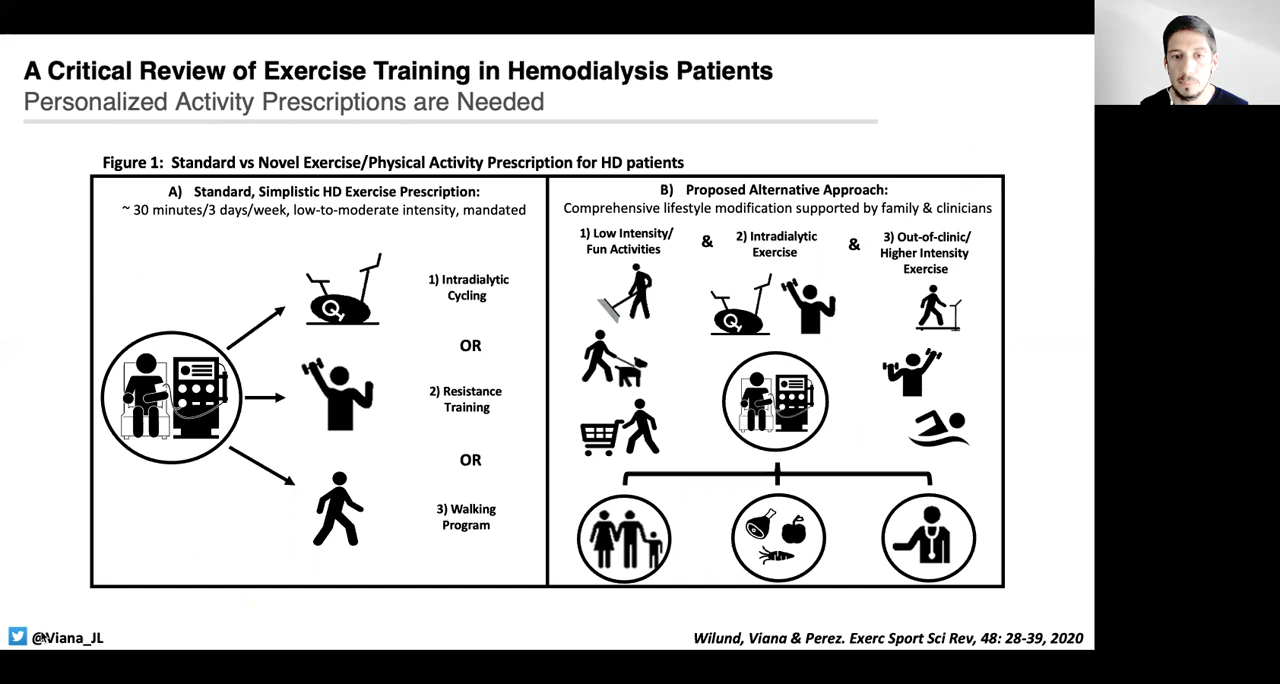 A Critical Review of Exercise Training in Hemodialysis Patients
Personalized Activity Prescriptions are Needed
Figure 1: Standard vs Novel Exercise/Physical Activity Prescription for HD patients
A) Standard, Simplistic HD Exercise Prescription:
~ 30 minutes/3 days/week, low-to-moderate intensity, mandated
1) Intradialytic
Cycling
OR
2) Resistance
Training
OR
3) Walking
Program
B) Proposed Alternative Approach:
Comprehensive lifestyle modification supported by family & clinicians
1) Low Intensity/
Fun Activities
&
2) Intradialytic
Exercise
&
3) Out-of-clinic/
Higher Intensity
Exercise
@Viana_JL
Wilund, Viana & Perez. Exerc Sport Sci Rev, 48: 28-39, 2020